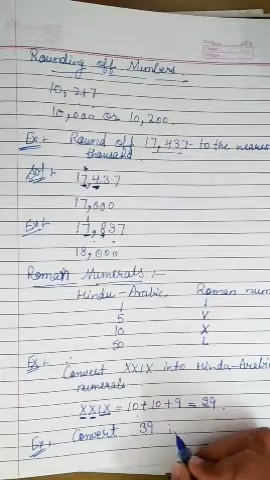 Rounding off Numbers.
10,247
10,000 or 10,200.
Ex:- Round off 17,437 to the nearest
thousand.
Sol:- 17,437
17,000
Ex:- 17,837
18,000
Roman Numerals :-
Hindu-Arabic Roman num
1 I
5 V
10 X
50 L
Ex:- Convert XXIX into Hindu-Arabic
numerals.
XXIX = 10+10+9 = 29.
Ex:- Convert 39 i